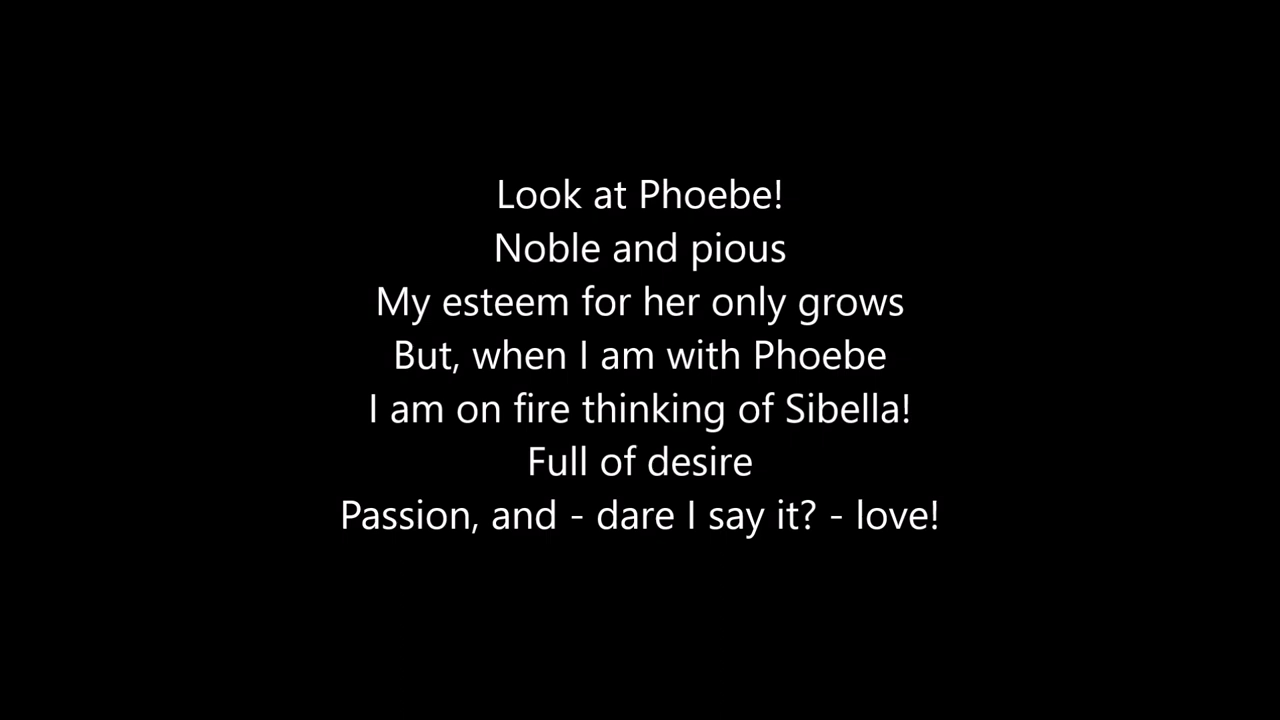 Look at Phoebe!
Noble and pious
My esteem for her only grows
But, when I am with Phoebe
I am on fire thinking of Sibella!
Full of desire
Passion, and - dare I say it? - love!